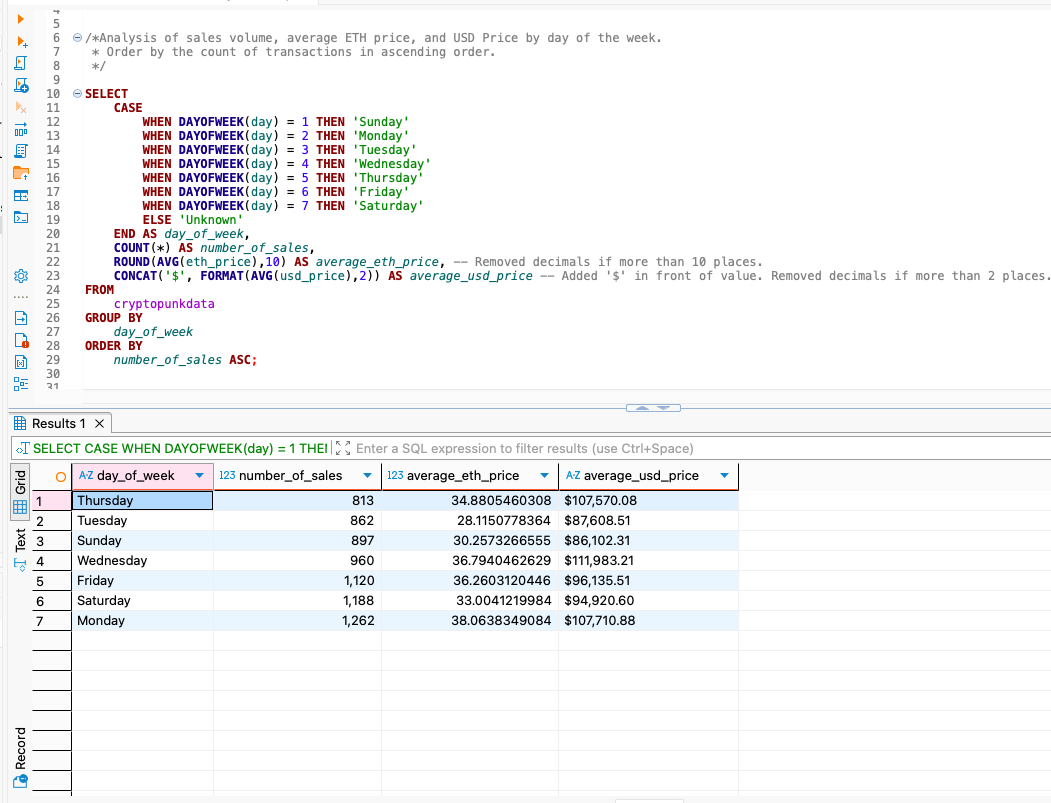 4
5
6 /*Analysis of sales volume, average ETH price, and USD Price by day of the week.
7 * Order by the count of transactions in ascending order.
8 */
9
10 SELECT
11 CASE
12 WHEN DAYOFWEEK(day) = 1 THEN 'Sunday'
13 WHEN DAYOFWEEK(day) = 2 THEN 'Monday'
14 WHEN DAYOFWEEK(day) = 3 THEN 'Tuesday'
15 WHEN DAYOFWEEK(day) = 4 THEN 'Wednesday'
16 WHEN DAYOFWEEK(day) = 5 THEN 'Thursday'
17 WHEN DAYOFWEEK(day) = 6 THEN 'Friday'
18 WHEN DAYOFWEEK(day) = 7 THEN 'Saturday'
19 ELSE 'Unknown'
20 END AS day_of_week,
21 COUNT(*) AS number_of_sales,
22 ROUND(AVG(eth_price),10) AS average_eth_price, -- Removed decimals if more than 10 places.
23 CONCAT('$', FORMAT(AVG(usd_price),2)) AS average_usd_price -- Added '$' in front of value. Removed decimals if more than 2 places.
24 FROM
25 cryptopunkdata
26 GROUP BY
27 day_of_week
28 ORDER BY
29 number_of_sales ASC;
30
31
Results 1
SELECT CASE WHEN DAYOFWEEK(day) = 1 THEI Enter a SQL expression to filter results (use Ctrl+Space)
Grid
Text
Record
A-Z day_of_week 123 number_of_sales 123 average_eth_price A-Z average_usd_price
1 Thursday 813 34.8805460308 $107,570.08
2 Tuesday 862 28.1150778364 $87,608.51
3 Sunday 897 30.2573266555 $86,102.31
4 Wednesday 960 36.7940462629 $111,983.21
5 Friday 1,120 36.2603120446 $96,135.51
6 Saturday 1,188 33.0041219984 $94,920.60
7 Monday 1,262 38.0638349084 $107,710.88